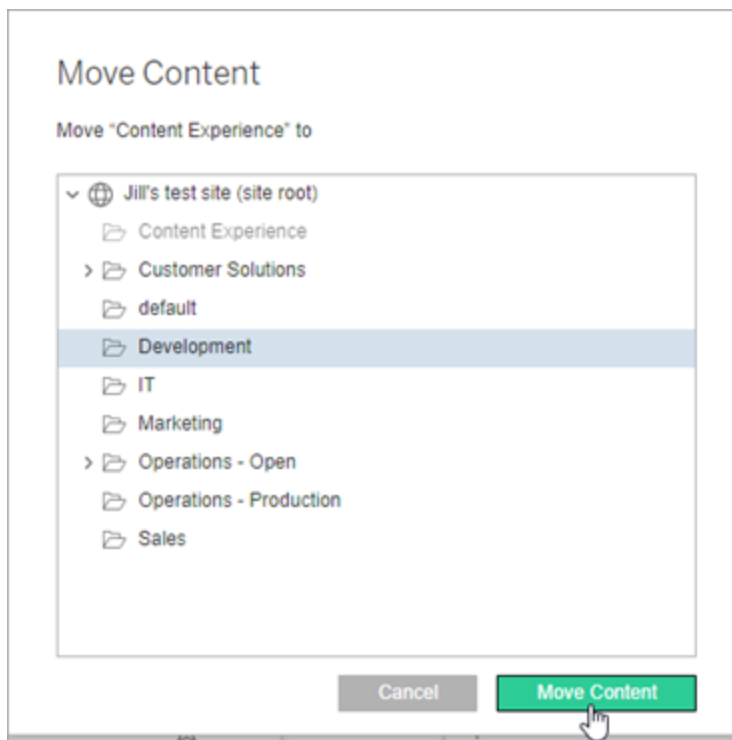 Move Content
Move "Content Experience" to
Jill's test site (site root)
Content Experience
Customer Solutions
default
Development
IT
Marketing
Operations - Open
Operations - Production
Sales
Cancel Move Content